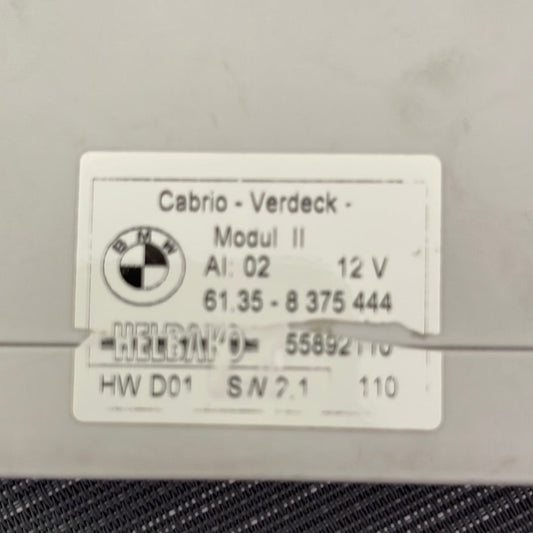 Cabrio - Verdeck -
BMW
Modul II
AI: 02 12 V
61.35 - 8 375 444
HELBAKO 55892110
HW D01 SW 2.1 110